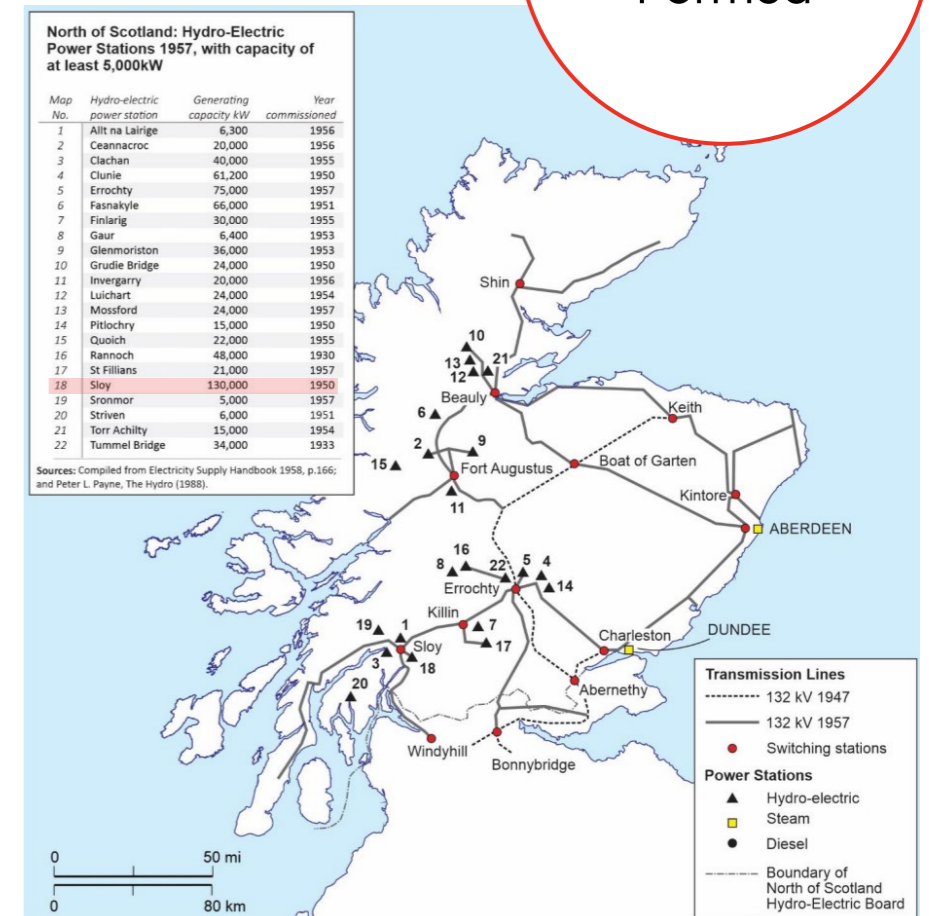 North of Scotland: Hydro-Electric
Power Stations 1957, with capacity of
at least 5,000kW
Map Hydro-electric Generating Year
No. power station capacity kW commissioned
1 Allt na Lairige 6,300 1956
2 Ceannacroc 20,000 1956
3 Clachan 40,000 1955
4 Clunie 61,200 1950
5 Errochty 75,000 1957
6 Fasnakyle 66,000 1951
7 Finlarig 30,000 1955
8 Gaur 6,400 1953
9 Glenmoriston 36,000 1953
10 Grudie Bridge 24,000 1950
11 Invergarry 20,000 1956
12 Luichart 24,000 1954
13 Mossford 24,000 1957
14 Pitlochry 15,000 1950
15 Quoich 22,000 1955
16 Rannoch 48,000 1930
17 St Fillians 21,000 1957
18 Sloy 130,000 1950
19 Sronmor 5,000 1957
20 Striven 6,000 1951
21 Torr Achilty 15,000 1954
22 Tummel Bridge 34,000 1933
Sources: Compiled from Electricity Supply Handbook 1958, p.166;
and Peter L. Payne, The Hydro (1988).
Shin
10
13 21
12
Beauly
Keith
6
2 9
Boat of Garten
15
Fort Augustus
Kintore
11
ABERDEEN
16 5 4
8 22
14
Errochty
Killin
19 1 7
Charleston DUNDEE
Sloy 17
3 18
20
Abernethy
Windyhill
Bonnybridge
Transmission Lines
132 kV 1947
132 kV 1957
Switching stations
Power Stations
Hydro-electric
Steam
Diesel
Boundary of
North of Scotland
Hydro-Electric Board
0 50 mi
0 80 km